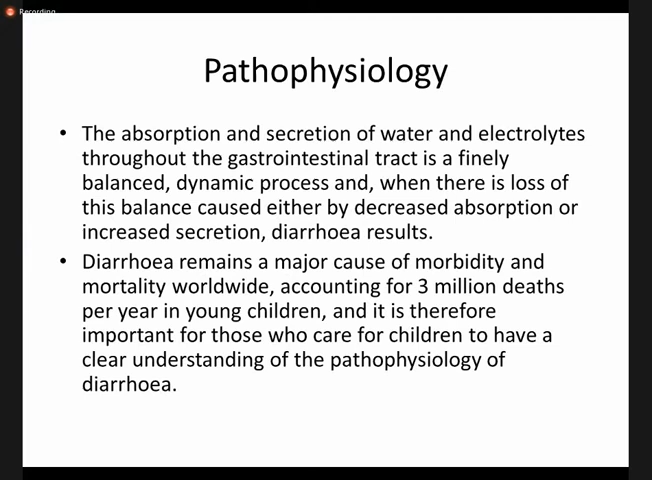 Recording
Pathophysiology
• The absorption and secretion of water and electrolytes
throughout the gastrointestinal tract is a finely
balanced, dynamic process and, when there is loss of
this balance caused either by decreased absorption or
increased secretion, diarrhoea results.
• Diarrhoea remains a major cause of morbidity and
mortality worldwide, accounting for 3 million deaths
per year in young children, and it is therefore
important for those who care for children to have a
clear understanding of the pathophysiology of
diarrhoea.